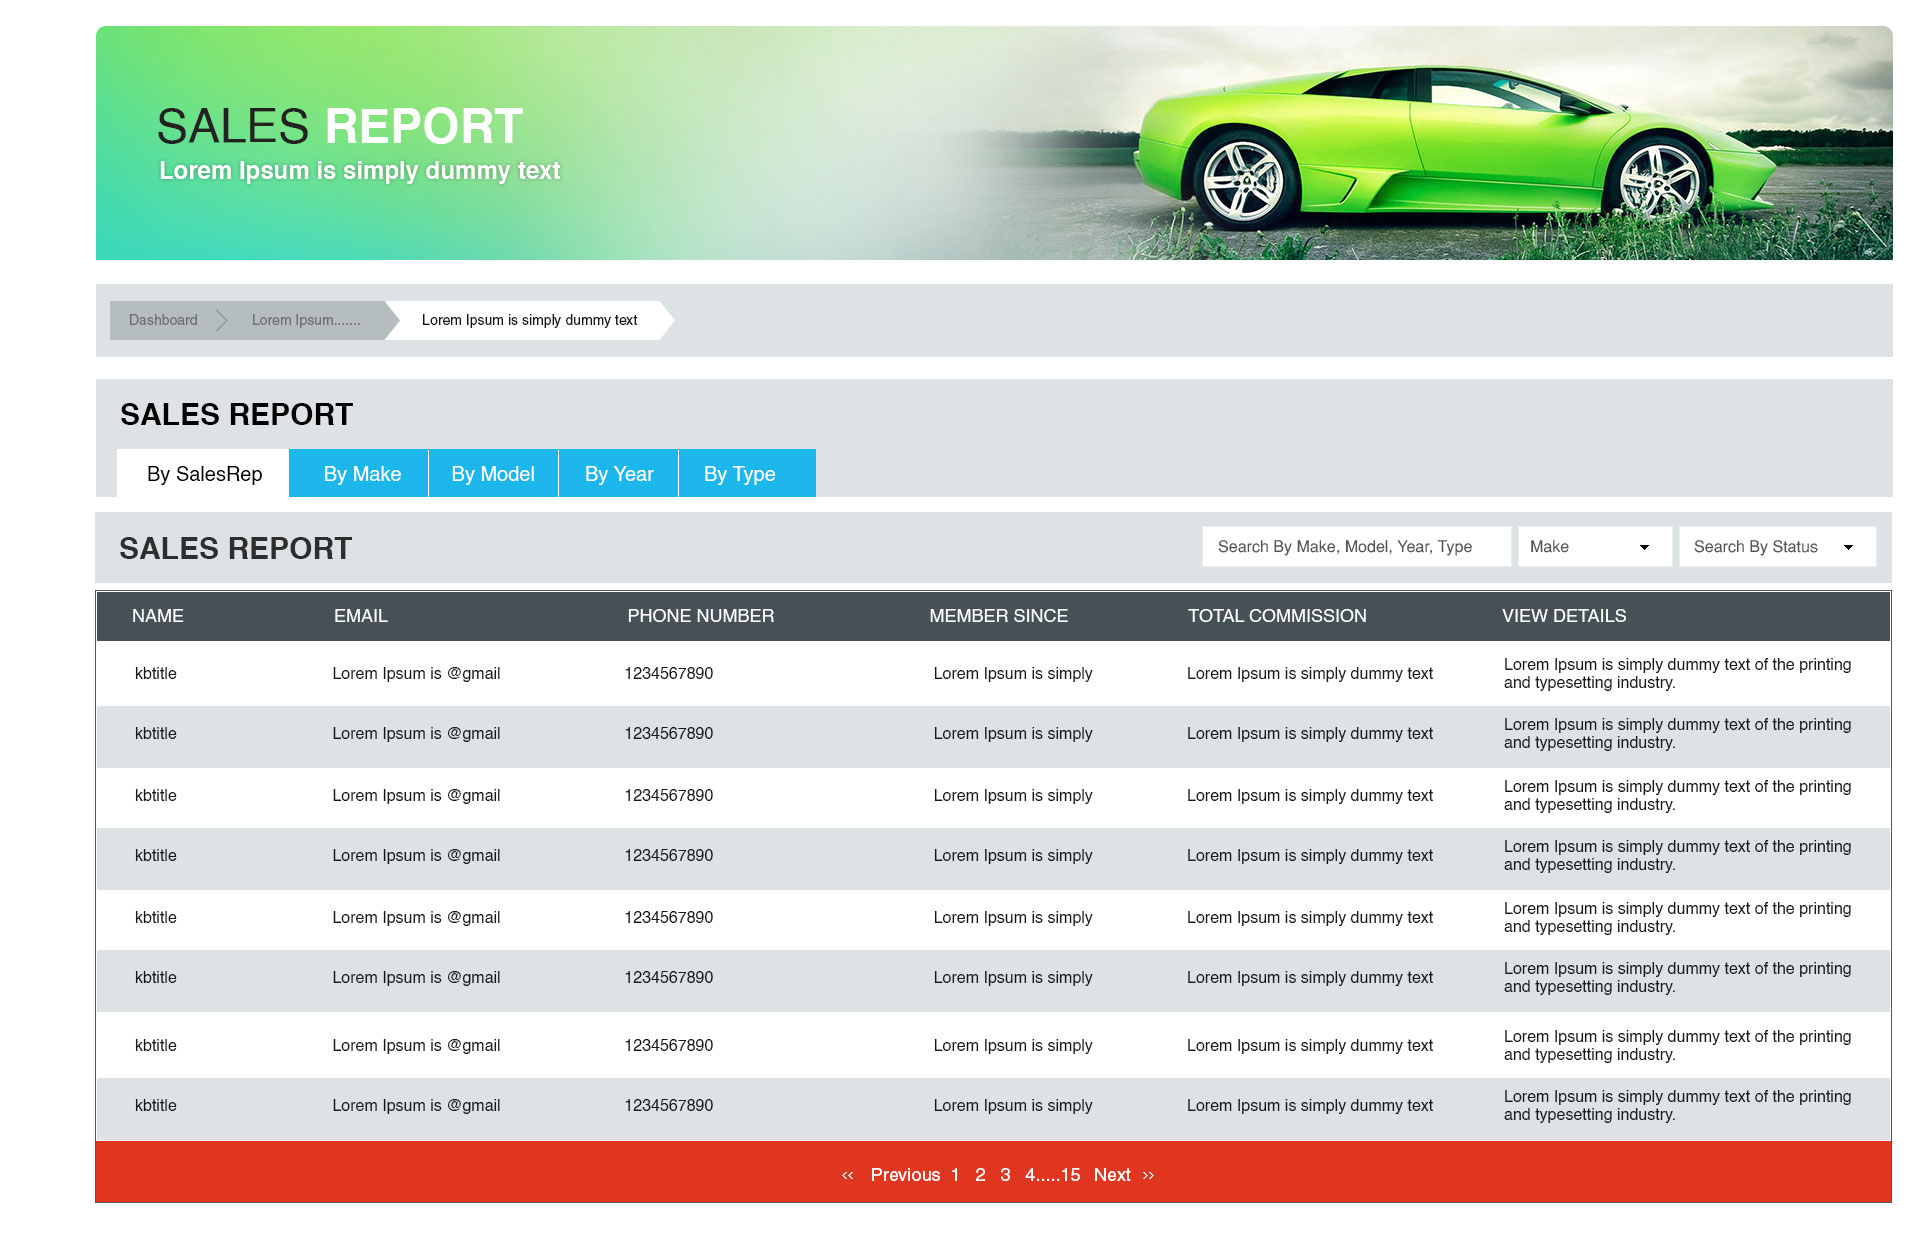 SALES REPORT
Lorem Ipsum is simply dummy text
Dashboard Lorem Ipsum....... Lorem Ipsum is simply dummy text
SALES REPORT
By SalesRep By Make By Model By Year By Type
SALES REPORT Search By Make, Model, Year, Type Make Search By Status
NAME EMAIL PHONE NUMBER MEMBER SINCE TOTAL COMMISSION VIEW DETAILS
kbtitle Lorem Ipsum is @gmail 1234567890 Lorem Ipsum is simply Lorem Ipsum is simply dummy text Lorem Ipsum is simply dummy text of the printing
and typesetting industry.
kbtitle Lorem Ipsum is @gmail 1234567890 Lorem Ipsum is simply Lorem Ipsum is simply dummy text Lorem Ipsum is simply dummy text of the printing
and typesetting industry.
kbtitle Lorem Ipsum is @gmail 1234567890 Lorem Ipsum is simply Lorem Ipsum is simply dummy text Lorem Ipsum is simply dummy text of the printing
and typesetting industry.
kbtitle Lorem Ipsum is @gmail 1234567890 Lorem Ipsum is simply Lorem Ipsum is simply dummy text Lorem Ipsum is simply dummy text of the printing
and typesetting industry.
kbtitle Lorem Ipsum is @gmail 1234567890 Lorem Ipsum is simply Lorem Ipsum is simply dummy text Lorem Ipsum is simply dummy text of the printing
and typesetting industry.
kbtitle Lorem Ipsum is @gmail 1234567890 Lorem Ipsum is simply Lorem Ipsum is simply dummy text Lorem Ipsum is simply dummy text of the printing
and typesetting industry.
kbtitle Lorem Ipsum is @gmail 1234567890 Lorem Ipsum is simply Lorem Ipsum is simply dummy text Lorem Ipsum is simply dummy text of the printing
and typesetting industry.
kbtitle Lorem Ipsum is @gmail 1234567890 Lorem Ipsum is simply Lorem Ipsum is simply dummy text Lorem Ipsum is simply dummy text of the printing
and typesetting industry.
‹‹ Previous 1 2 3 4.....15 Next ››